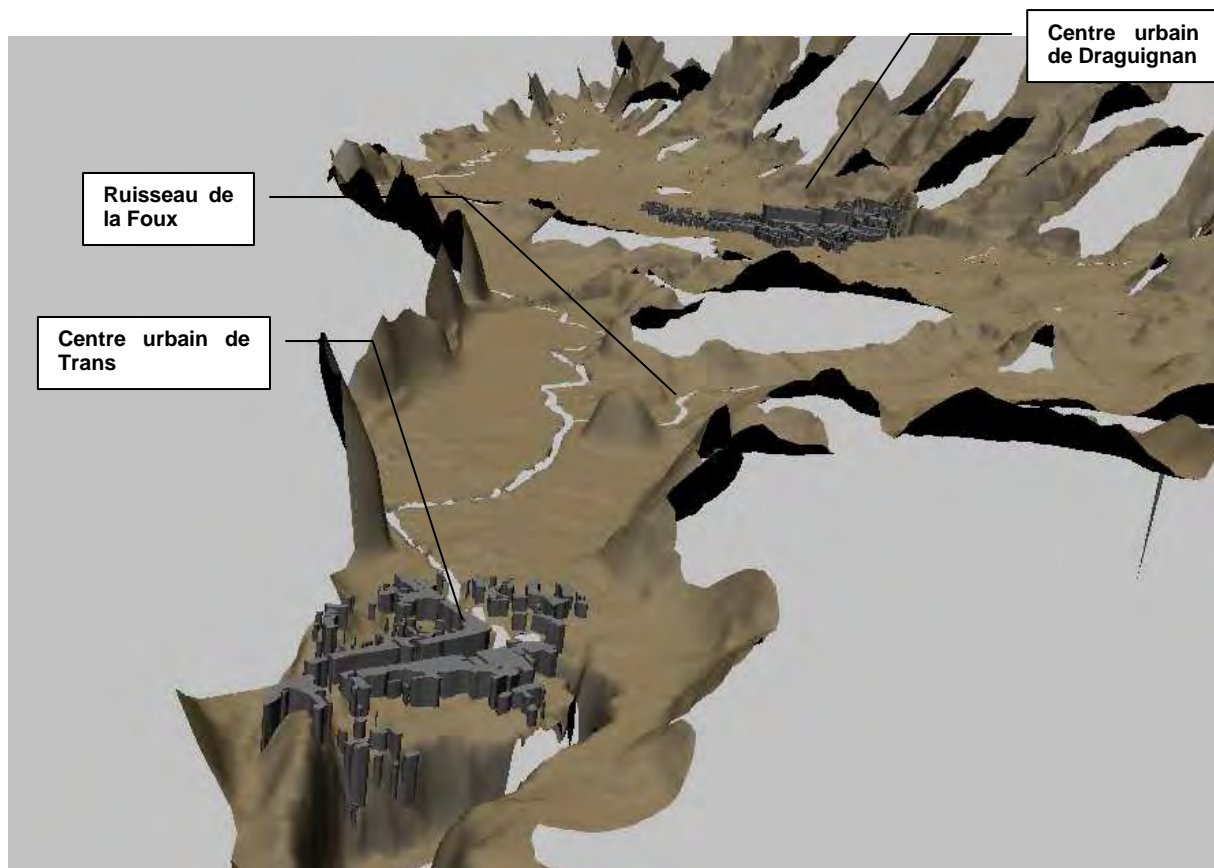 Centre urbain
de Draguignan
Ruisseau de
la Foux
Centre urbain de
Trans